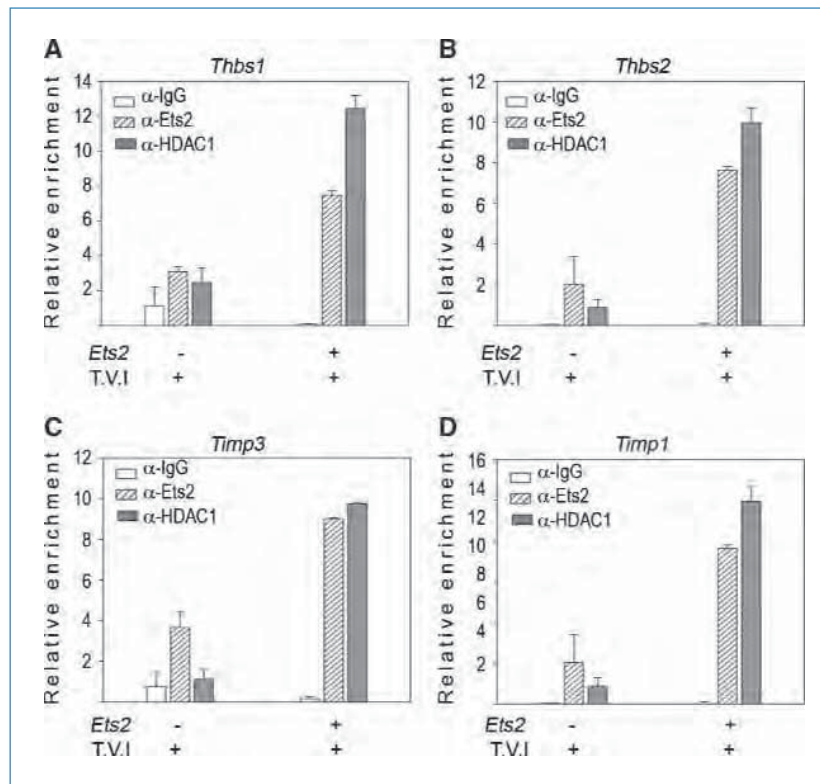 A
Thbs1
Relative enrichment
14
12
10
8
6
4
2
α-IgG
α-Ets2
α-HDAC1
Ets2 - +
T.V.I + +
B
Thbs2
Relative enrichment
12
10
8
6
4
2
α-IgG
α-Ets2
α-HDAC1
Ets2 - +
T.V.I + +
C
Timp3
Relative enrichment
12
10
8
6
4
2
α-IgG
α-Ets2
α-HDAC1
Ets2 - +
T.V.I + +
D
Timp1
Relative enrichment
16
14
12
10
8
6
4
2
α-IgG
α-Ets2
α-HDAC1
Ets2 - +
T.V.I + +